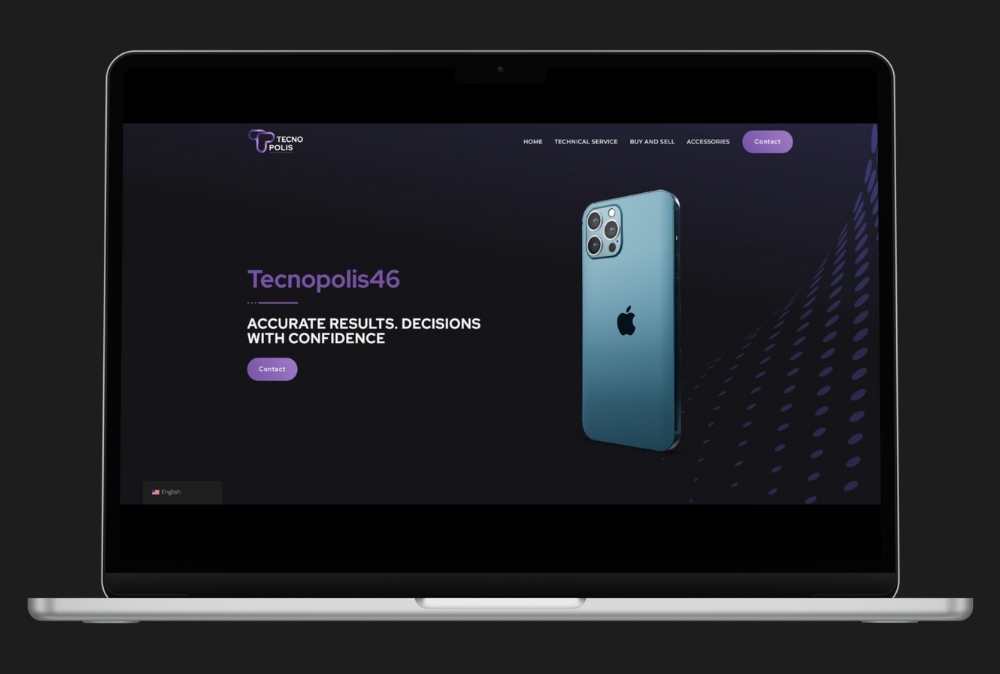 TECNO
POLIS
HOME
TECHNICAL SERVICE
BUY AND SELL
ACCESSORIES
Contact
Tecnopolis46
ACCURATE RESULTS. DECISIONS
WITH CONFIDENCE
Contact
English